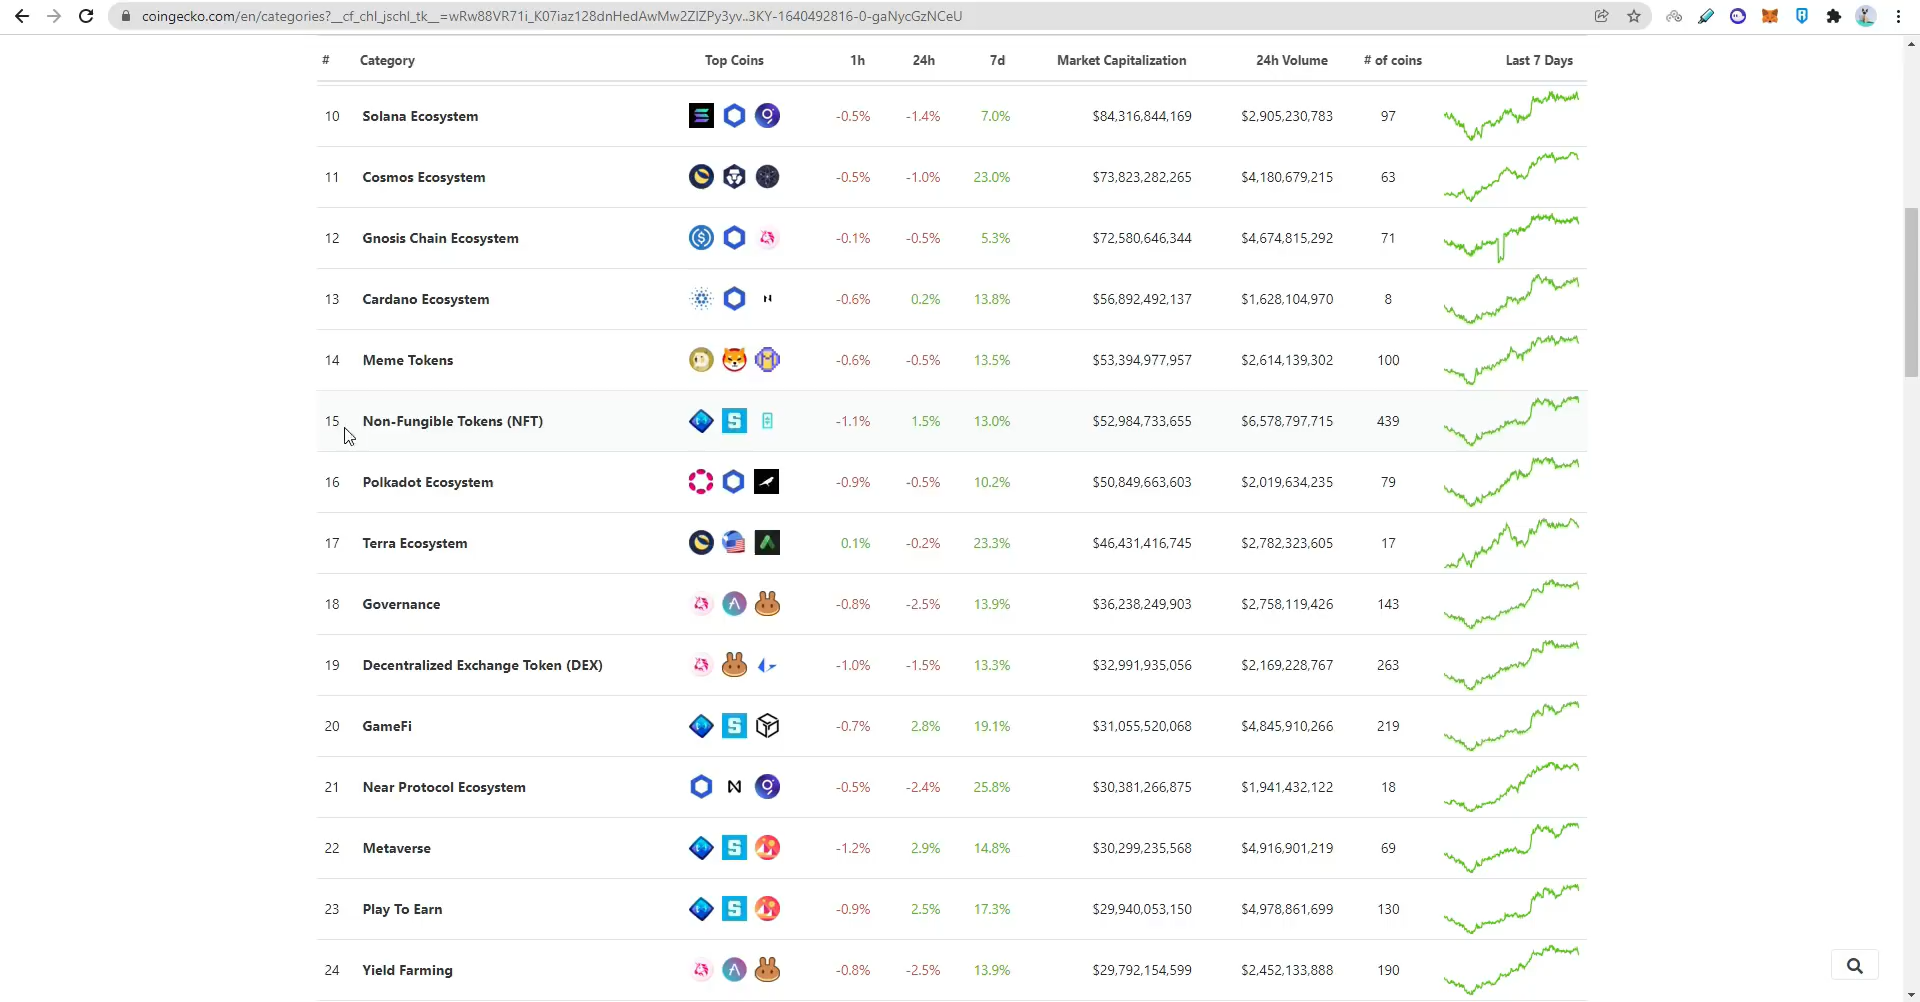 coingecko.com/en/categories?__cf_chl_jschl_tk__=wRw88VR71i_K07iaz128dnHedAwMw2ZIZPy3yv..3KY-1640492816-0-gaNycGzNCeU
# Category Top Coins 1h 24h 7d Market Capitalization 24h Volume # of coins Last 7 Days
10 Solana Ecosystem -0.5% -1.4% 7.0% $84,316,844,169 $2,905,230,783 97
11 Cosmos Ecosystem -0.5% -1.0% 23.0% $73,823,282,265 $4,180,679,215 63
12 Gnosis Chain Ecosystem -0.1% -0.5% 5.3% $72,580,646,344 $4,674,815,292 71
13 Cardano Ecosystem -0.6% 0.2% 13.8% $56,892,492,137 $1,628,104,970 8
14 Meme Tokens -0.6% -0.5% 13.5% $53,394,977,957 $2,614,139,302 100
15 Non-Fungible Tokens (NFT) -1.1% 1.5% 13.0% $52,984,733,655 $6,578,797,715 439
16 Polkadot Ecosystem -0.9% -0.5% 10.2% $50,849,663,603 $2,019,634,235 79
17 Terra Ecosystem 0.1% -0.2% 23.3% $46,431,416,745 $2,782,323,605 17
18 Governance -0.8% -2.5% 13.9% $36,238,249,903 $2,758,119,426 143
19 Decentralized Exchange Token (DEX) -1.0% -1.5% 13.3% $32,991,935,056 $2,169,228,767 263
20 GameFi -0.7% 2.8% 19.1% $31,055,520,068 $4,845,910,266 219
21 Near Protocol Ecosystem -0.5% -2.4% 25.8% $30,381,266,875 $1,941,432,122 18
22 Metaverse -1.2% 2.9% 14.8% $30,299,235,568 $4,916,901,219 69
23 Play To Earn -0.9% 2.5% 17.3% $29,940,053,150 $4,978,861,699 130
24 Yield Farming -0.8% -2.5% 13.9% $29,792,154,599 $2,452,133,888 190